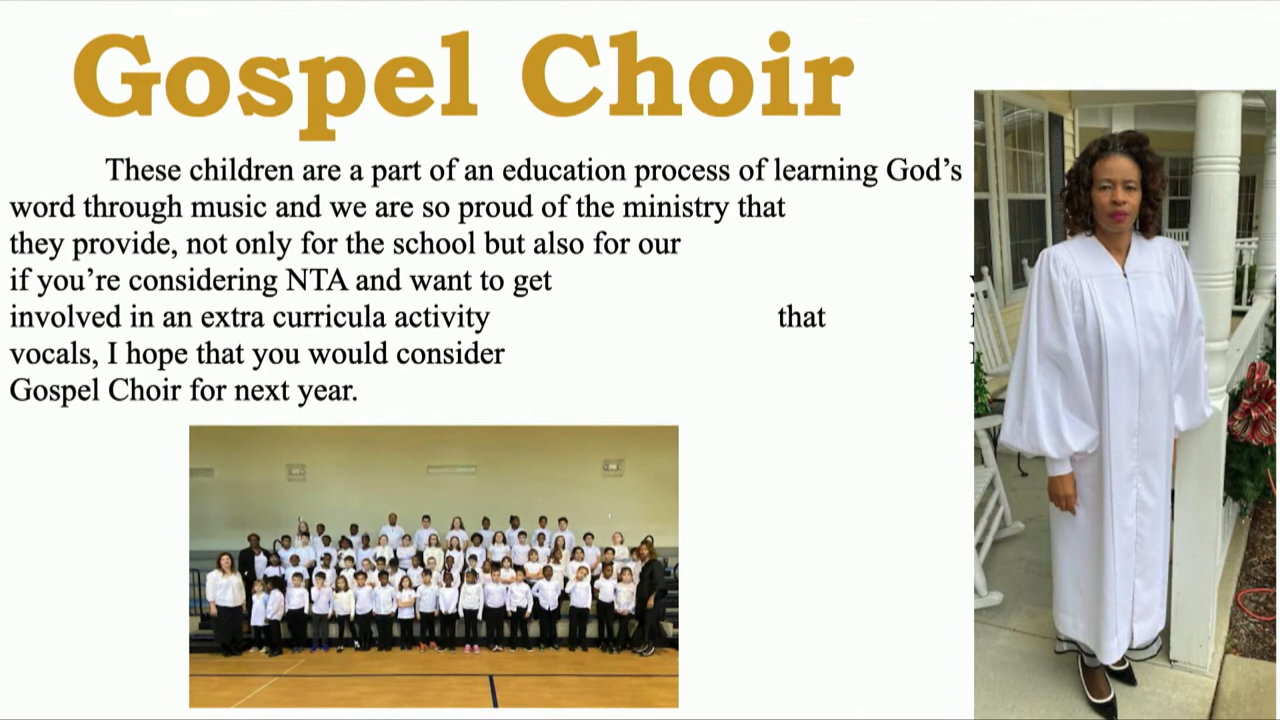 Gospel Choir
These children are a part of an education process of learning God’s
word through music and we are so proud of the ministry that
they provide, not only for the school but also for our
if you’re considering NTA and want to get
involved in an extra curricula activity that
vocals, I hope that you would consider
Gospel Choir for next year.